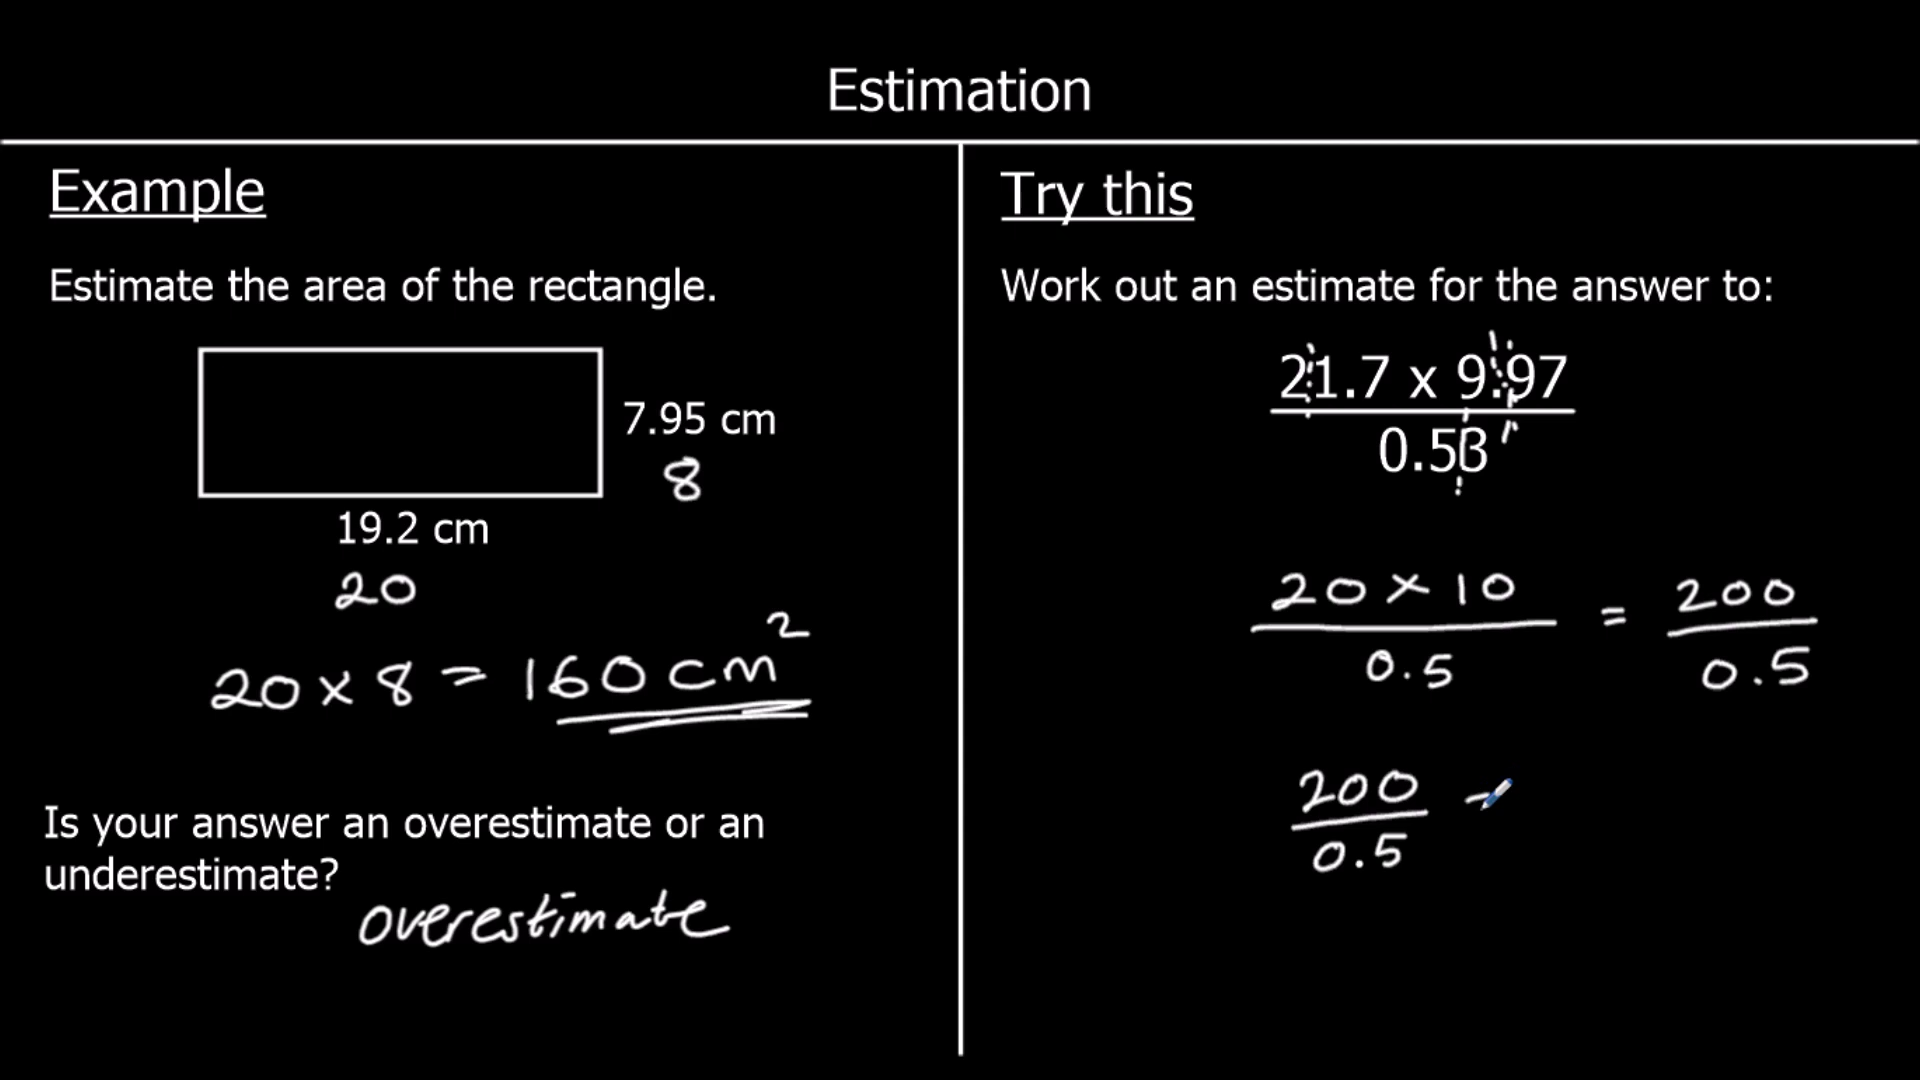 Estimation
Example
Estimate the area of the rectangle.
7.95 cm
8
19.2 cm
20
20 x 8 = 160 cm²
Is your answer an overestimate or an
underestimate?
overestimate
Try this
Work out an estimate for the answer to:
21.7 x 9.97
0.53
20 x 10 = 200
0.5 0.5
200 =
0.5